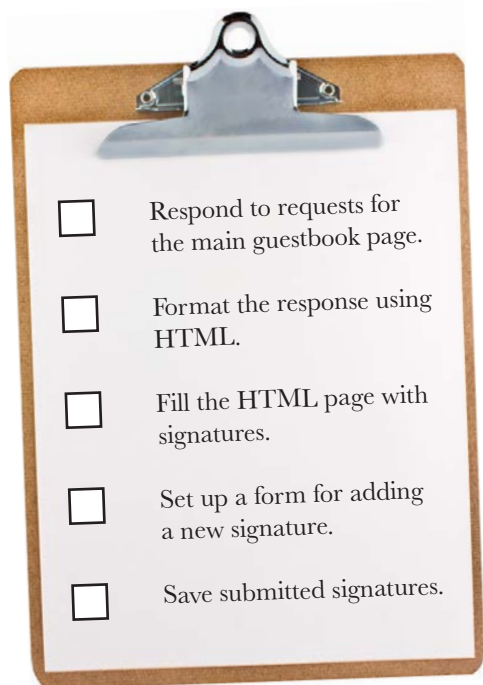 Respond to requests for
the main guestbook page.
Format the response using
HTML.
Fill the HTML page with
signatures.
Set up a form for adding
a new signature.
Save submitted signatures.